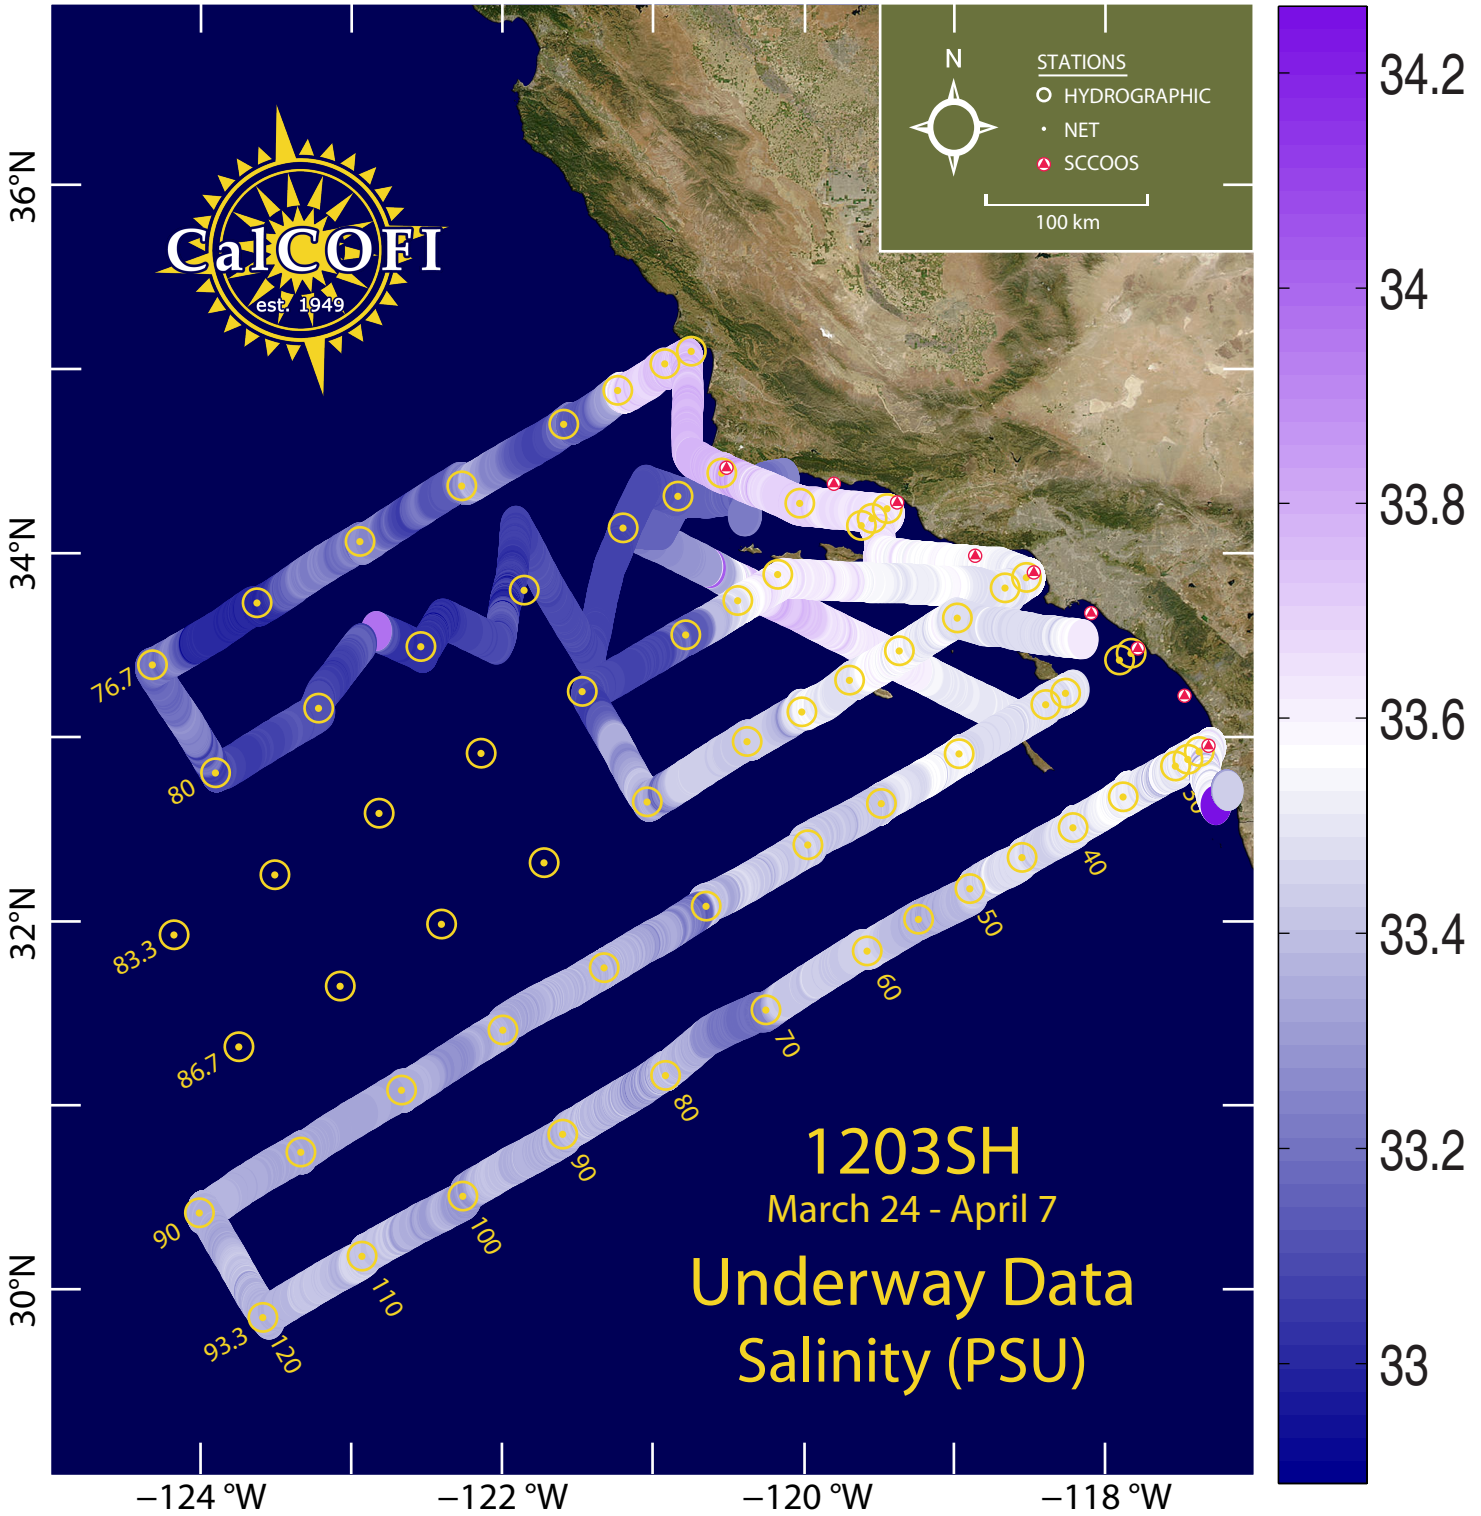 N
STATIONS
HYDROGRAPHIC
NET
SCCOOS
100 km
CalCOFI
est. 1949
36°N
34°N
32°N
30°N
76.7
80
83.3
86.7
90
93.3
30
40
50
60
70
80
90
100
110
120
1203SH
March 24 - April 7
Underway Data
Salinity (PSU)
−124 °W
−122 °W
−120 °W
−118 °W
34.2
34
33.8
33.6
33.4
33.2
33